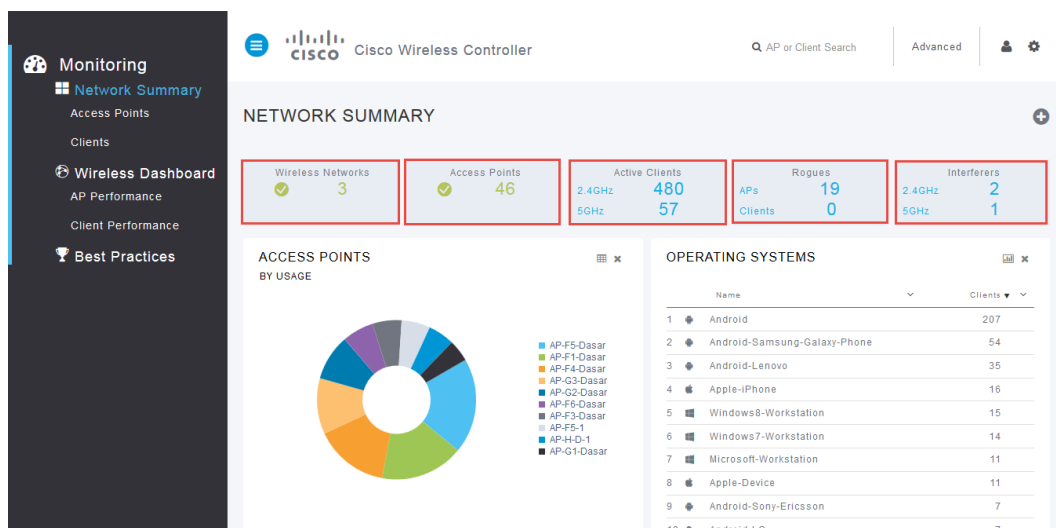 Monitoring
Network Summary
Access Points
Clients
Wireless Dashboard
AP Performance
Client Performance
Best Practices
CISCO Cisco Wireless Controller
AP or Client Search
Advanced
NETWORK SUMMARY
Wireless Networks
3
Access Points
46
Active Clients
2.4GHz 480
5GHz 57
Rogues
APs 19
Clients 0
Interferers
2.4GHz 2
5GHz 1
ACCESS POINTS
BY USAGE
AP-F5-Dasar
AP-F1-Dasar
AP-F4-Dasar
AP-G3-Dasar
AP-G2-Dasar
AP-F6-Dasar
AP-F3-Dasar
AP-F5-1
AP-H-D-1
AP-G1-Dasar
OPERATING SYSTEMS
Name Clients
1 Android 207
2 Android-Samsung-Galaxy-Phone 54
3 Android-Lenovo 35
4 Apple-iPhone 16
5 Windows8-Workstation 15
6 Windows7-Workstation 14
7 Microsoft-Workstation 11
8 Apple-Device 11
9 Android-Sony-Ericsson 7